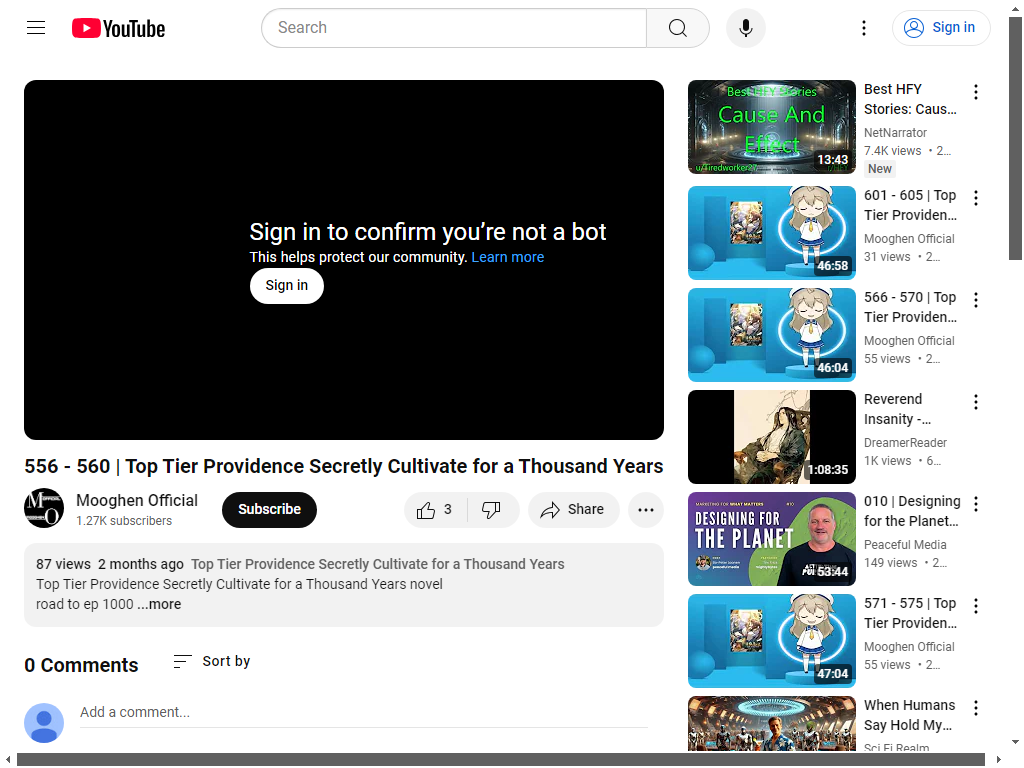 YouTube
Search
Sign in
Sign in to confirm you're not a bot
This helps protect our community. Learn more
Sign in
556 - 560 | Top Tier Providence Secretly Cultivate for a Thousand Years
Mooghen Official
1.27K subscribers
Subscribe
3
Share
87 views 2 months ago Top Tier Providence Secretly Cultivate for a Thousand Years
Top Tier Providence Secretly Cultivate for a Thousand Years novel
road to ep 1000 ...more
0 Comments
Sort by
Add a comment...
Best HFY Stories
Cause And
Effect
u/Tiredworker27
13:43
Best HFY
Stories: Caus...
NetNarrator
7.4K views • 2...
New
46:58
601 - 605 | Top
Tier Providen...
Mooghen Official
31 views • 2...
46:04
566 - 570 | Top
Tier Providen...
Mooghen Official
55 views • 2...
1:08:35
Reverend
Insanity -...
DreamerReader
1K views • 6...
MARKETING FOR WHAT MATTERS
#10
DESIGNING FOR
THE PLANET
53:44
010 | Designing
for the Planet...
Peaceful Media
149 views • 2...
47:04
571 - 575 | Top
Tier Providen...
Mooghen Official
55 views • 2...
When Humans
Say Hold My...
Sci Fi Realm